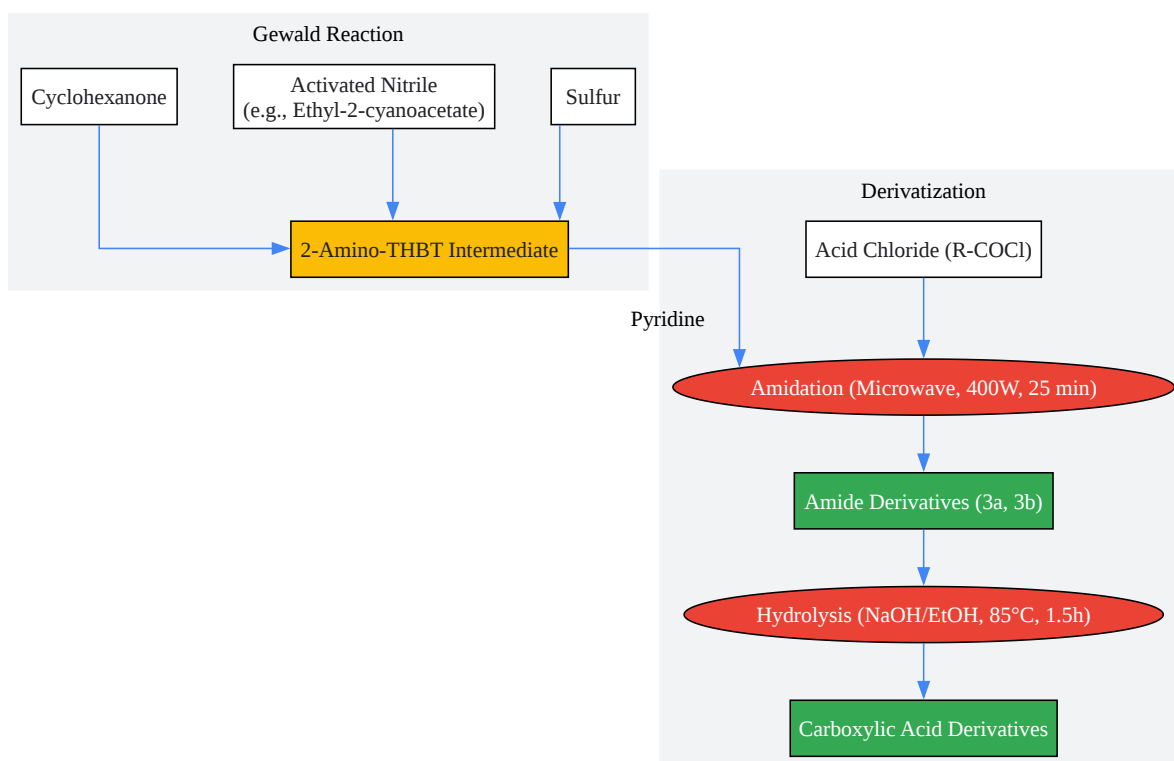 Gewald Reaction
Cyclohexanone
Activated Nitrile
(e.g., Ethyl-2-cyanoacetate)
Sulfur
2-Amino-THBT Intermediate
Derivatization
Acid Chloride (R-COCl)
Pyridine
Amidation (Microwave, 400W, 25 min)
Amide Derivatives (3a, 3b)
Hydrolysis (NaOH/EtOH, 85°C, 1.5h)
Carboxylic Acid Derivatives